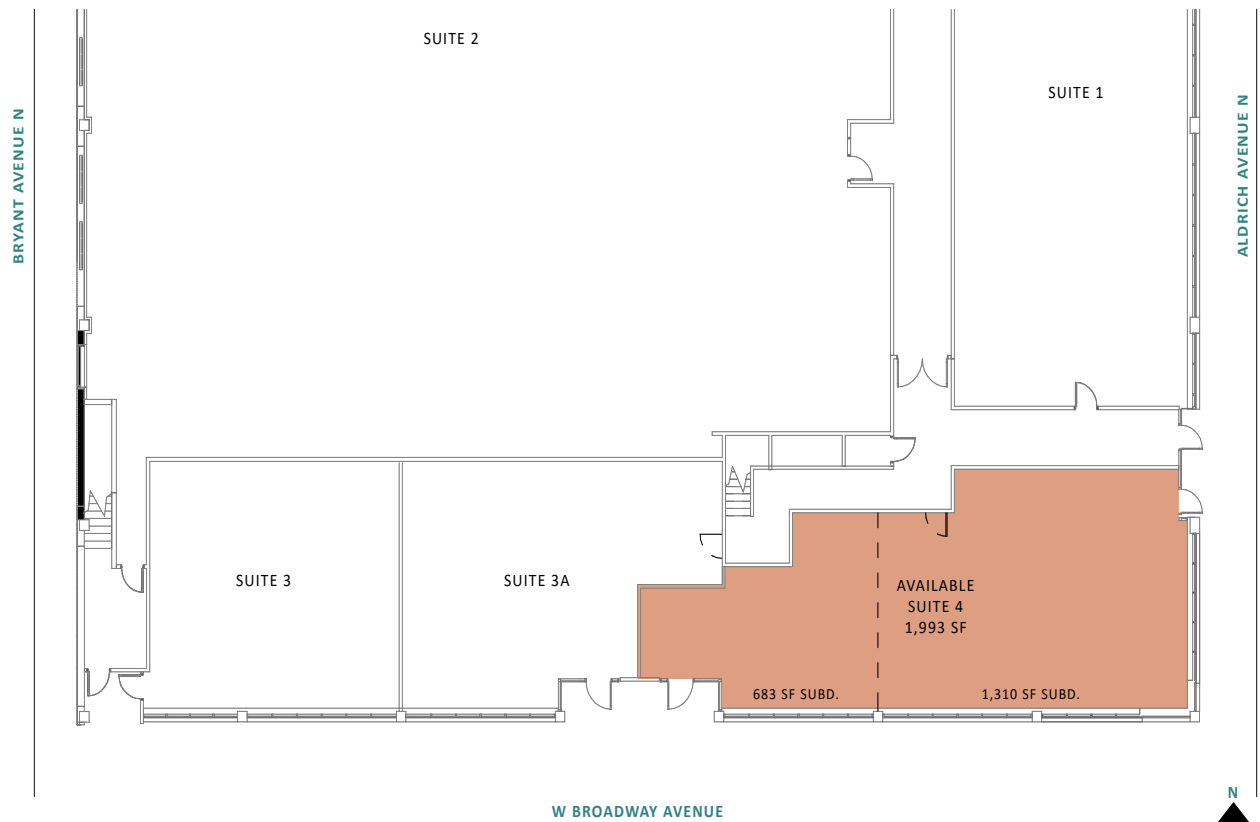 SUITE 2
SUITE 1
BRYANT AVENUE N
ALDRICH AVENUE N
SUITE 3
SUITE 3A
AVAILABLE
SUITE 4
1,993 SF
683 SF SUBD.
1,310 SF SUBD.
W BROADWAY AVENUE
N